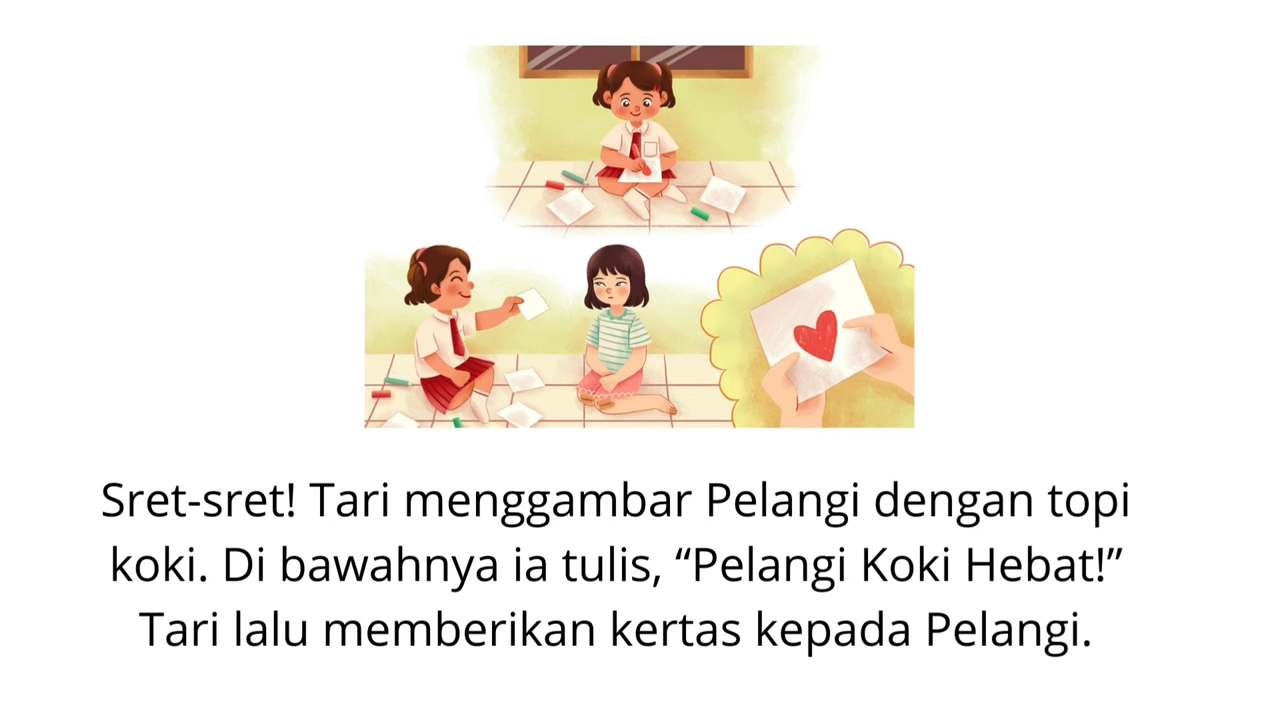 Sret-sret! Tari menggambar Pelangi dengan topi
koki. Di bawahnya ia tulis, “Pelangi Koki Hebat!”
Tari lalu memberikan kertas kepada Pelangi.